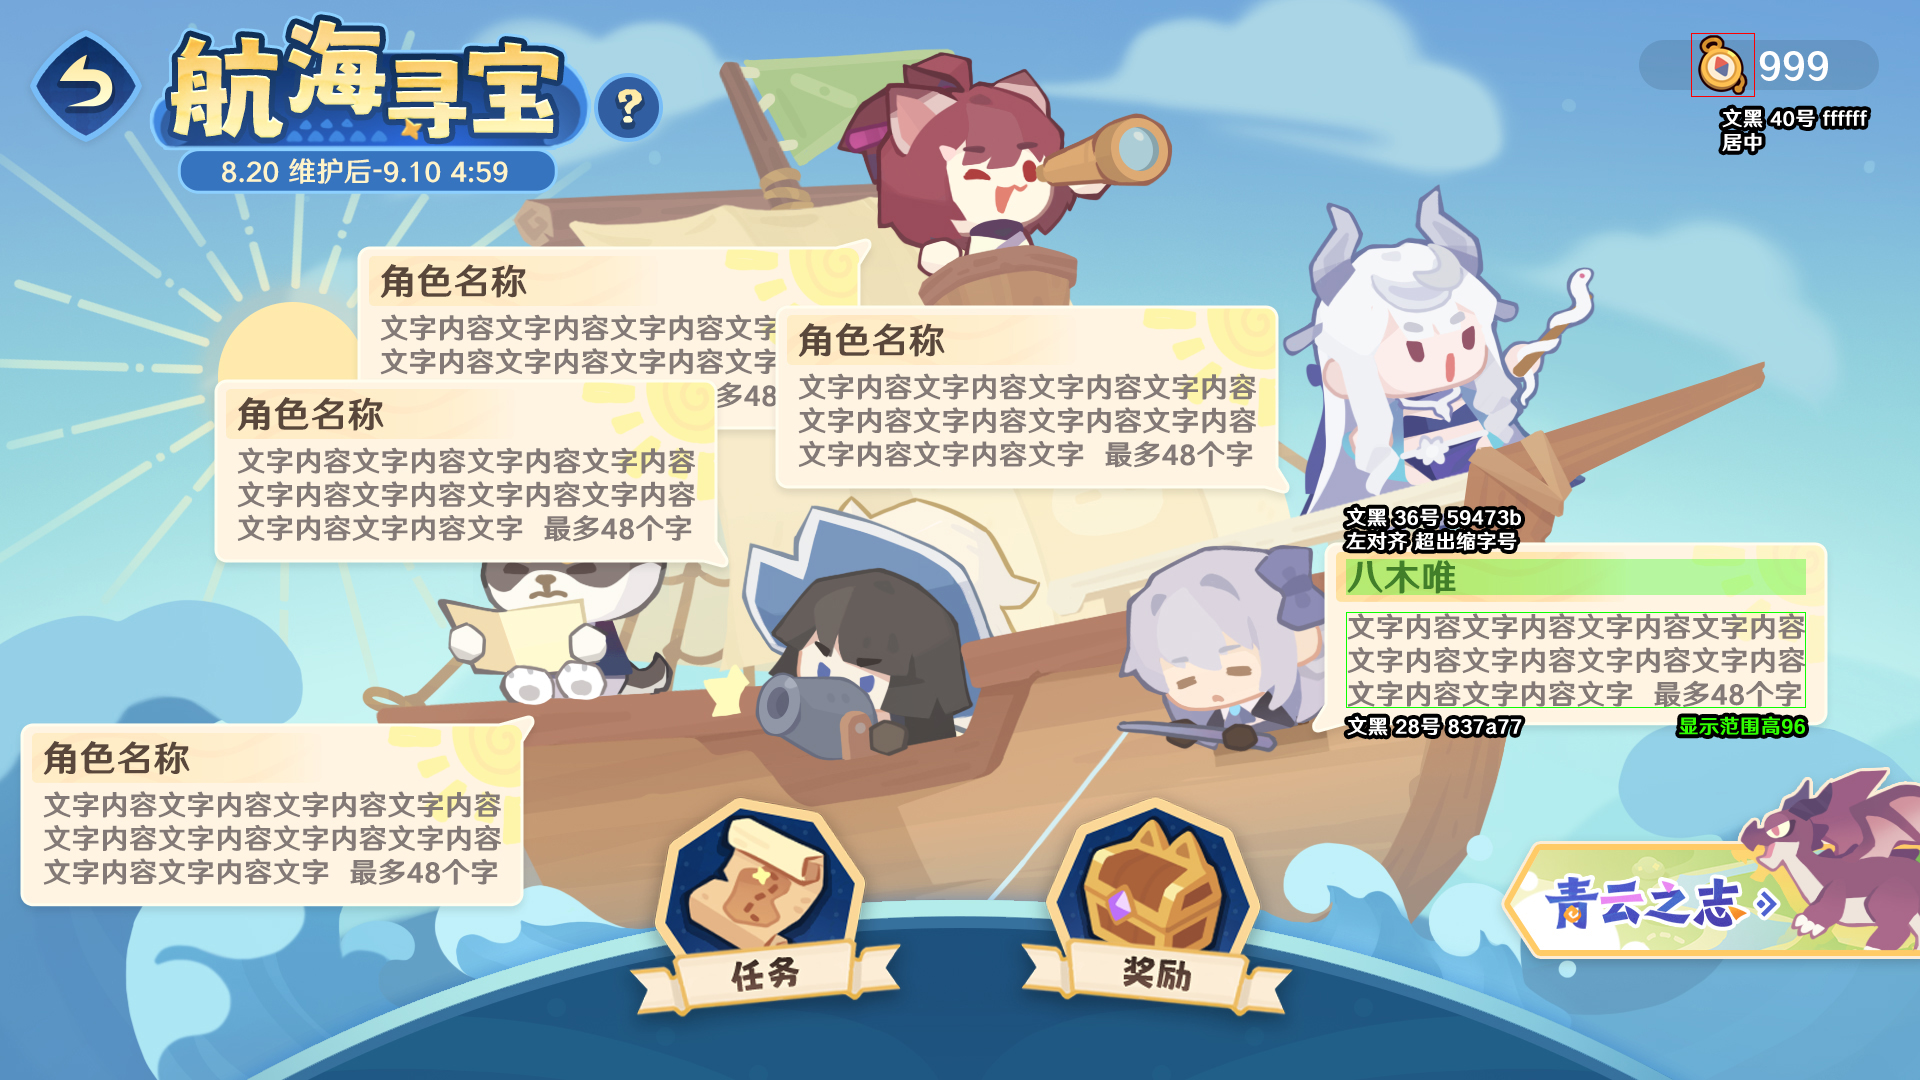 航海寻宝
?
8.20 维护后-9.10 4:59
999
文黑 40号 ffffff
居中
角色名称
文字内容文字内容文字内容文字
文字内容文字内容文字内容文字
多48
角色名称
文字内容文字内容文字内容文字内容
文字内容文字内容文字内容文字内容
文字内容文字内容文字 最多48个字
角色名称
文字内容文字内容文字内容文字内容
文字内容文字内容文字内容文字内容
文字内容文字内容文字 最多48个字
文黑 36号 59473b
左对齐 超出缩字号
八木唯
文字内容文字内容文字内容文字内容
文字内容文字内容文字内容文字内容
文字内容文字内容文字 最多48个字
文黑 28号 837a77
显示范围高96
角色名称
文字内容文字内容文字内容文字内容
文字内容文字内容文字内容文字内容
文字内容文字内容文字 最多48个字
青云之志
任务
奖励